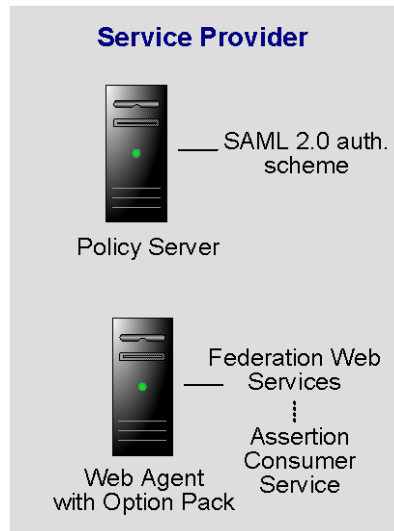 Service Provider
SAML 2.0 auth.
scheme
Policy Server
Federation Web
Services
Assertion
Consumer
Service
Web Agent
with Option Pack